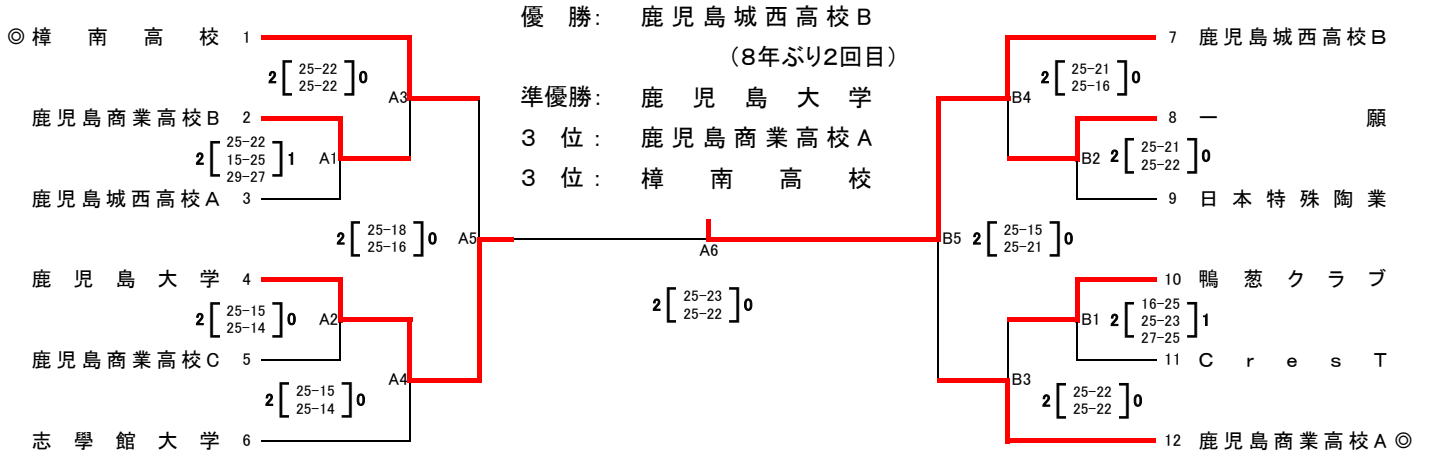 優　勝：　鹿児島城西高校B
（8年ぶり2回目）
準優勝：　鹿児島大学
3　位：　鹿児島商業高校A
3　位：　樟南高校
◎樟南高校 1
2 [ 25-22 ] 0
25-22
A3
鹿児島商業高校B 2
2 [ 25-22 ] 1
15-25
29-27
A1
鹿児島城西高校A 3
2 [ 25-18 ] 0
25-16
A5
鹿児島大学 4
2 [ 25-15 ] 0
25-14
A2
鹿児島商業高校C 5
A4
2 [ 25-15 ] 0
25-14
志學館大学 6
A6
2 [ 25-23 ] 0
25-22
7 鹿児島城西高校B
2 [ 25-21 ] 0
25-16
B4
8 一願
B2 2 [ 25-21 ] 0
25-22
9 日本特殊陶業
B5 2 [ 25-15 ] 0
25-21
10 鴨葱クラブ
B1 2 [ 16-25 ] 1
25-23
27-25
11 CresT
B3
2 [ 25-22 ] 0
25-22
12 鹿児島商業高校A◎